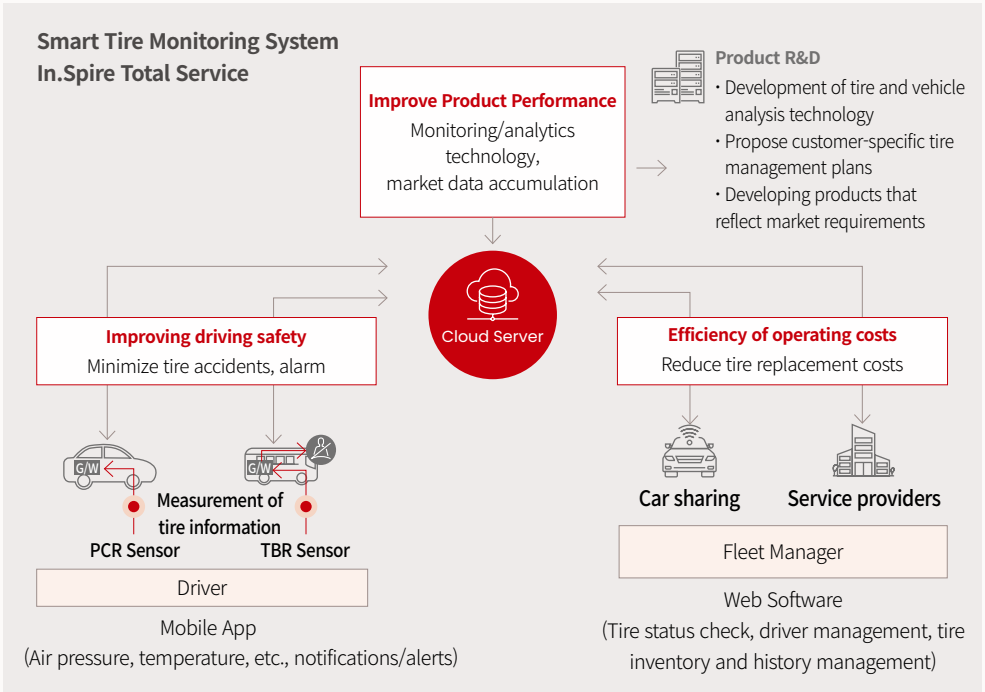 Smart Tire Monitoring System
In.Spire Total Service
Improve Product Performance
Monitoring/analytics
technology,
market data accumulation
Product R&D
· Development of tire and vehicle
analysis technology
· Propose customer-specific tire
management plans
· Developing products that
reflect market requirements
Cloud Server
Improving driving safety
Minimize tire accidents, alarm
Efficiency of operating costs
Reduce tire replacement costs
G/W
G/W
Measurement of
tire information
PCR Sensor
TBR Sensor
Driver
Mobile App
(Air pressure, temperature, etc., notifications/alerts)
Car sharing
Service providers
Fleet Manager
Web Software
(Tire status check, driver management, tire
inventory and history management)